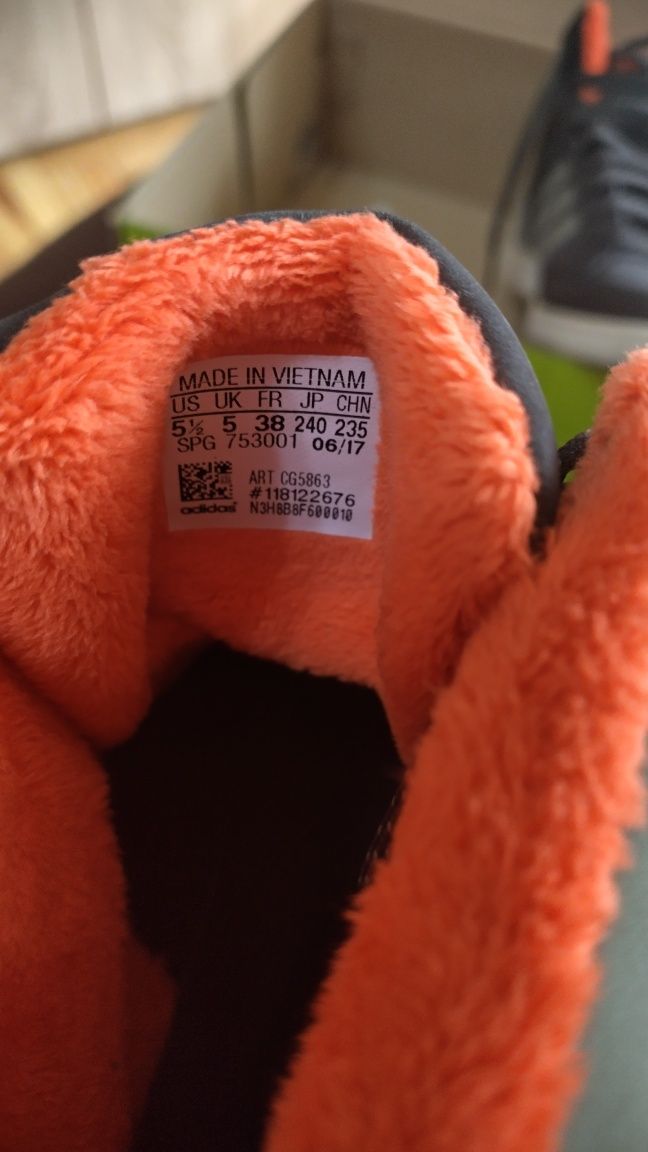 MADE IN VIETNAM
US UK FR JP CHN
5½ 5 38 240 235
SPG 753001 06/17
ART CG5863
#118122676
adidas N3H8B8F600010